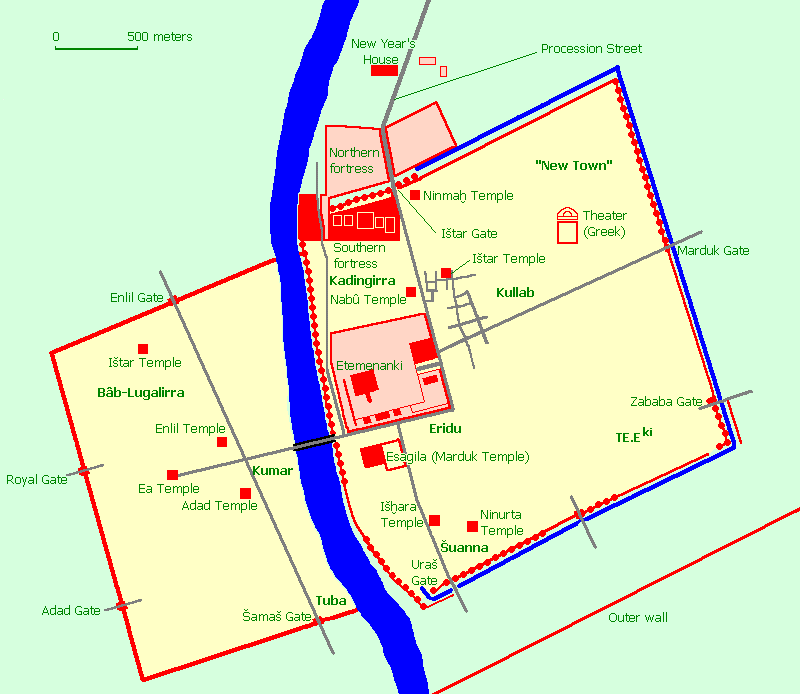 0 500 meters
New Year's
House
Procession Street
Northern
fortress
"New Town"
Ninmaḫ Temple
Theater
(Greek)
Ištar Gate
Marduk Gate
Southern
fortress
Ištar Temple
Kadingirra
Nabû Temple
Kullab
Enlil Gate
Ištar Temple
Etemenanki
Bâb-Lugalirra
Zababa Gate
Enlil Temple
Eridu
TE.E ki
Esagila (Marduk Temple)
Kumar
Royal Gate
Ea Temple
Adad Temple
Išḫara
Temple
Ninurta
Temple
Šuanna
Uraš
Gate
Tuba
Adad Gate
Šamaš Gate
Outer wall